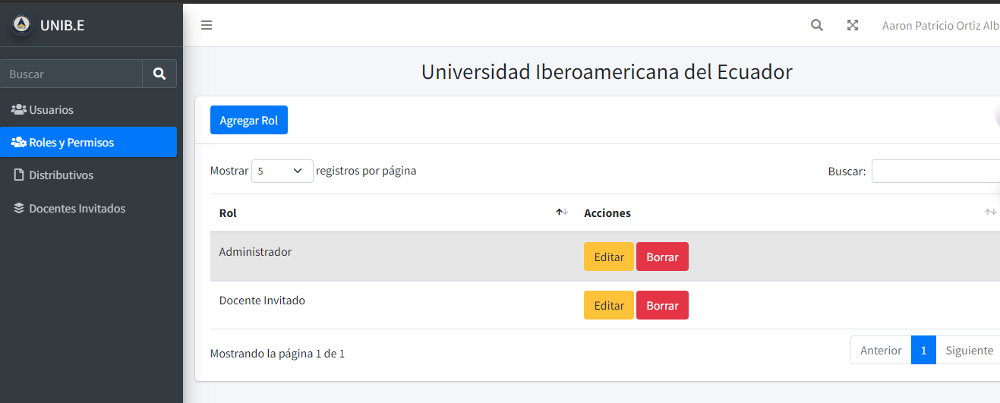 UNIB.E
Aaron Patricio Ortiz Alb
Buscar
Usuarios
Roles y Permisos
Distributivos
Docentes Invitados
Universidad Iberoamericana del Ecuador
Agregar Rol
Mostrar 5 registros por página
Buscar:
Rol Acciones
Administrador Editar Borrar
Docente Invitado Editar Borrar
Mostrando la página 1 de 1
Anterior 1 Siguiente